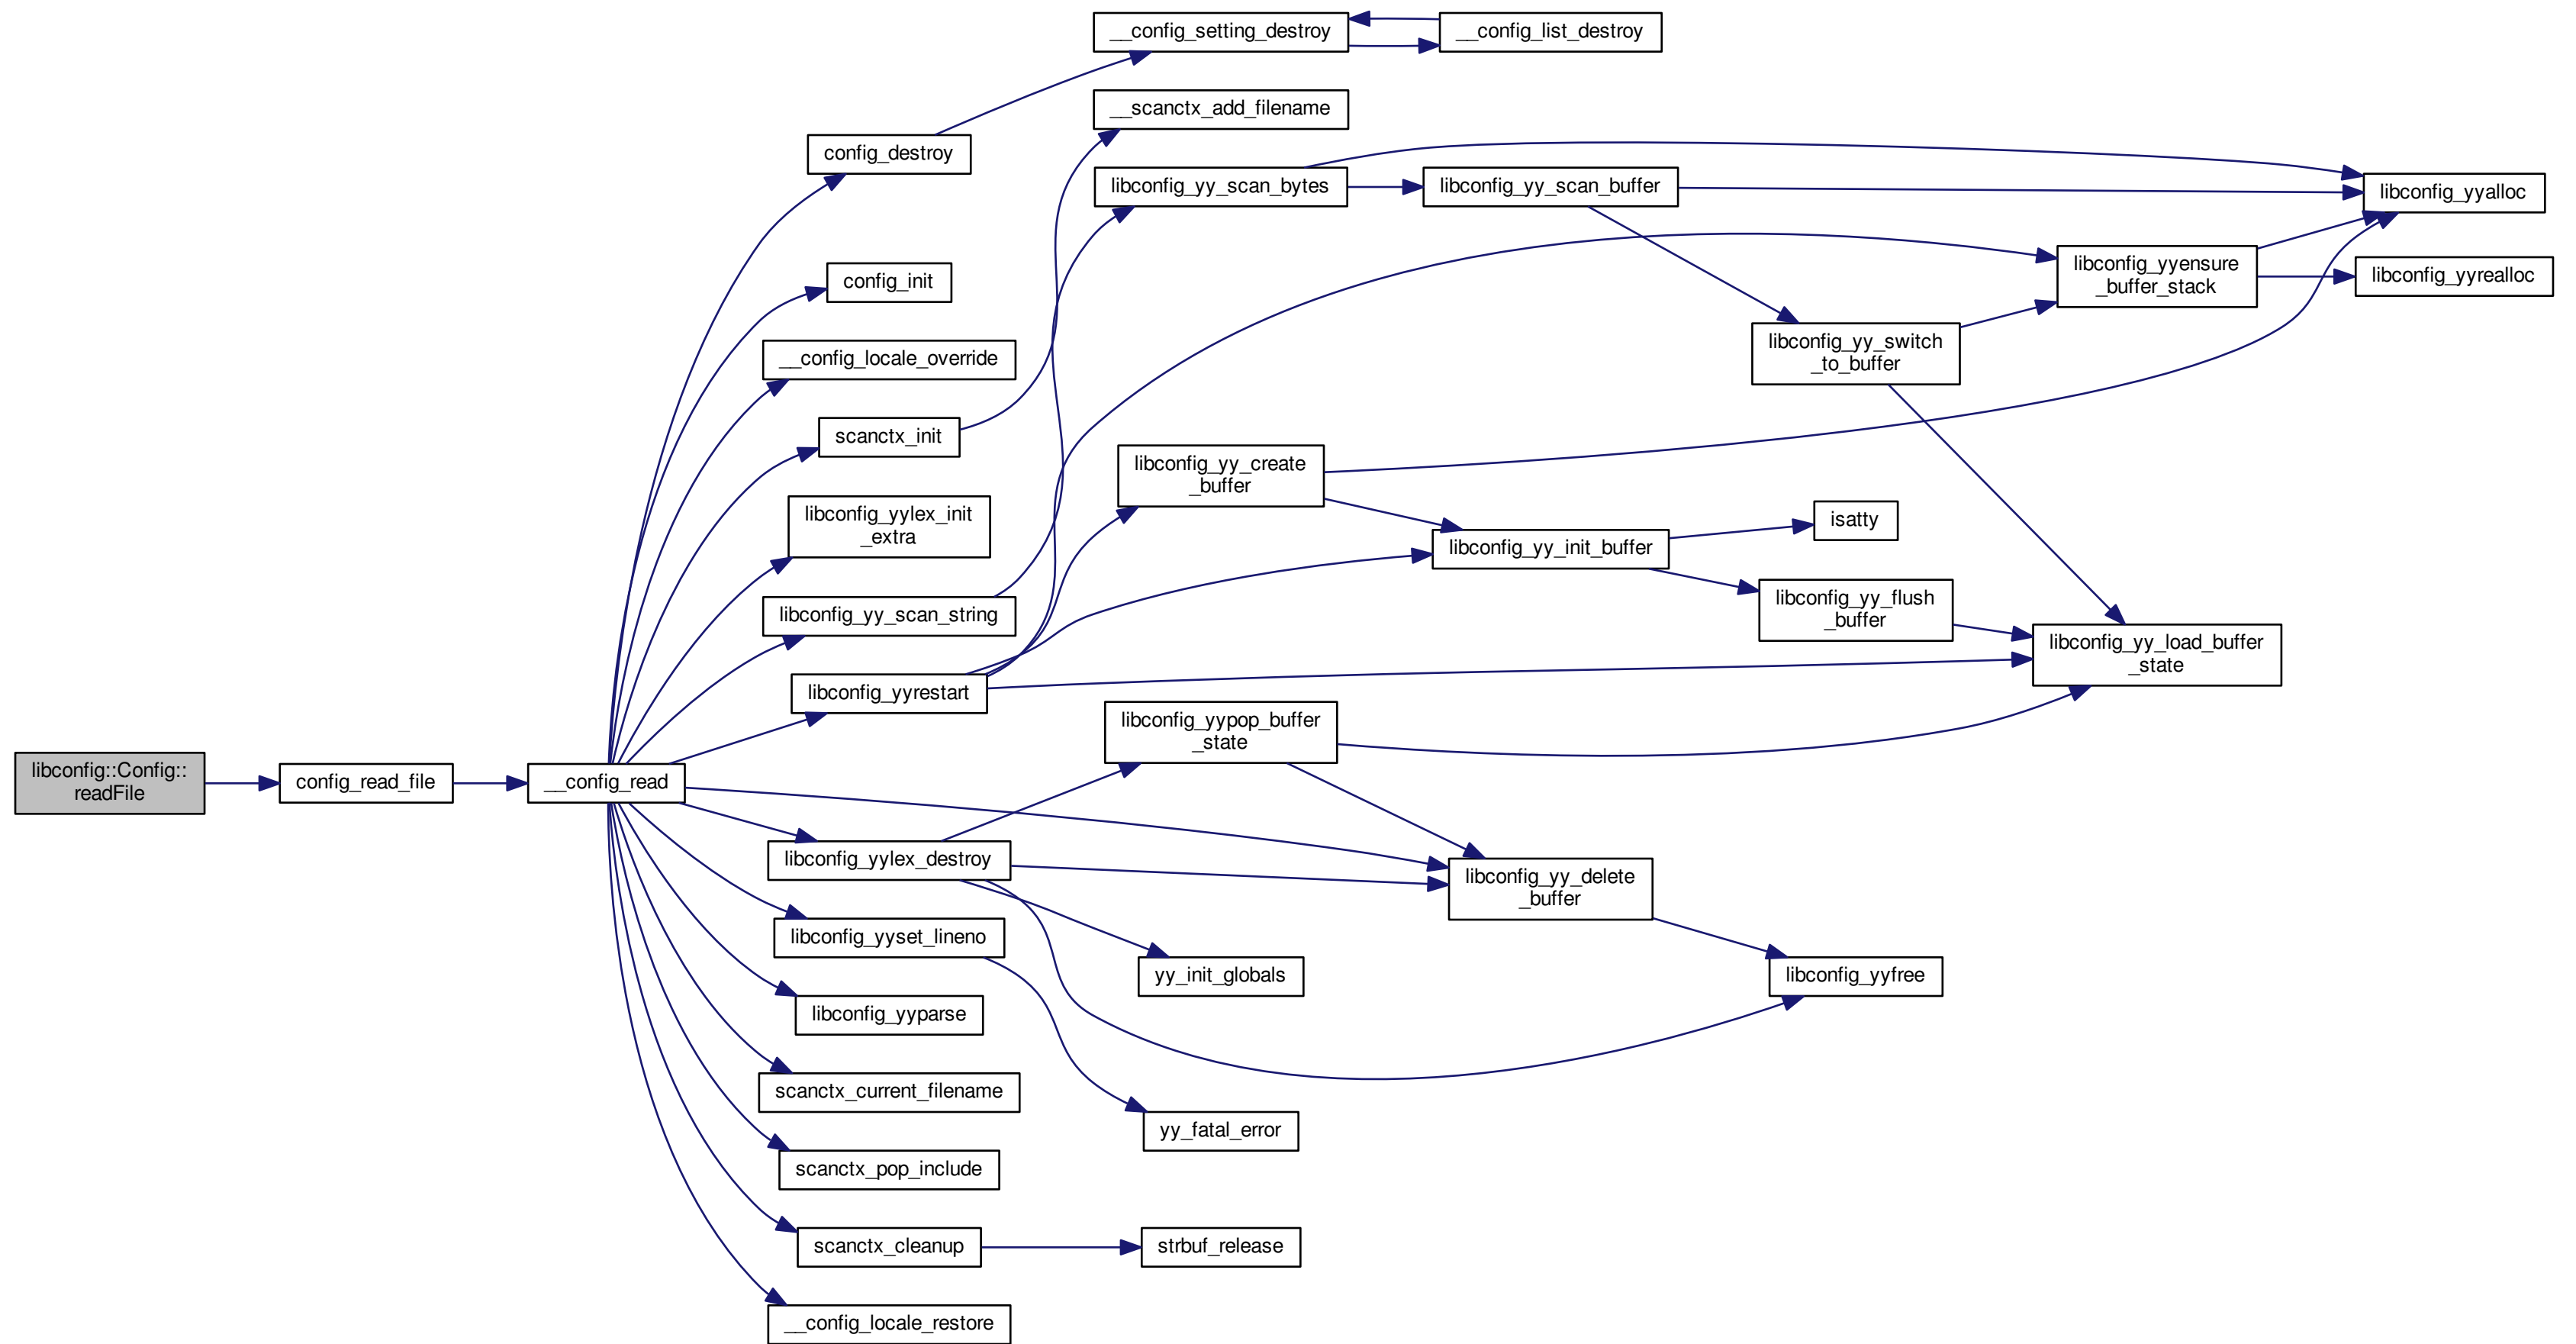 __config_setting_destroy
__config_list_destroy
__scanctx_add_filename
config_destroy
libconfig_yy_scan_bytes
libconfig_yy_scan_buffer
libconfig_yyalloc
config_init
libconfig_yyensure
_buffer_stack
libconfig_yyrealloc
__config_locale_override
libconfig_yy_switch
_to_buffer
scanctx_init
libconfig_yy_create
_buffer
libconfig_yylex_init
_extra
isatty
libconfig_yy_init_buffer
libconfig_yy_scan_string
libconfig_yy_flush
_buffer
libconfig_yy_load_buffer
_state
libconfig_yyrestart
libconfig_yypop_buffer
_state
libconfig::Config::
readFile
config_read_file
__config_read
libconfig_yylex_destroy
libconfig_yy_delete
_buffer
libconfig_yyset_lineno
yy_init_globals
libconfig_yyfree
libconfig_yyparse
scanctx_current_filename
yy_fatal_error
scanctx_pop_include
scanctx_cleanup
strbuf_release
__config_locale_restore